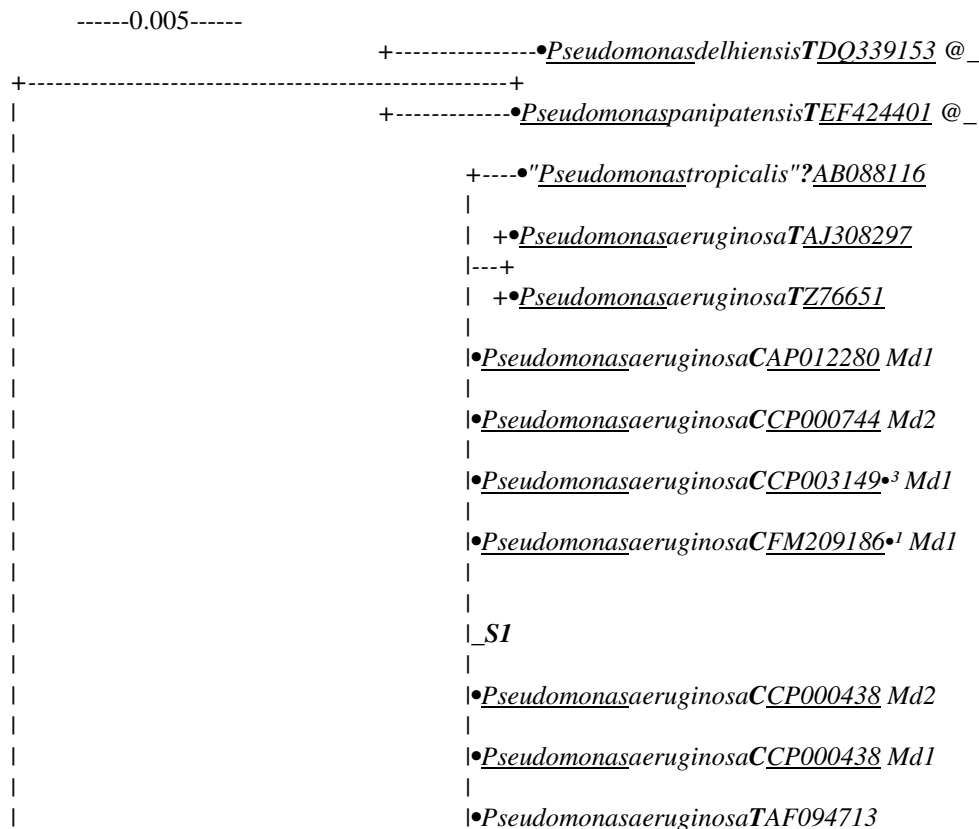 ------0.005------
+----------------•PseudomonasdelhiensisTDQ339153 @_
+-----------------------------------------------------+
| +-------------•PseudomonaspanipatensisTEF424401 @_
|
| +----•"Pseudomonastropicalis"?AB088116
| |
| | +•PseudomonasaeruginosaTAJ308297
| |---+
| | +•PseudomonasaeruginosaTZ76651
| |
| |•PseudomonasaeruginosaCAP012280 Md1
| |
| |•PseudomonasaeruginosaCCP000744 Md2
| |
| |•PseudomonasaeruginosaCCP003149•³ Md1
| |
| |•PseudomonasaeruginosaCFM209186•¹ Md1
| |
| |
| |_S1
| |
| |•PseudomonasaeruginosaCCP000438 Md2
| |
| |•PseudomonasaeruginosaCCP000438 Md1
| |
| |•PseudomonasaeruginosaTAF094713